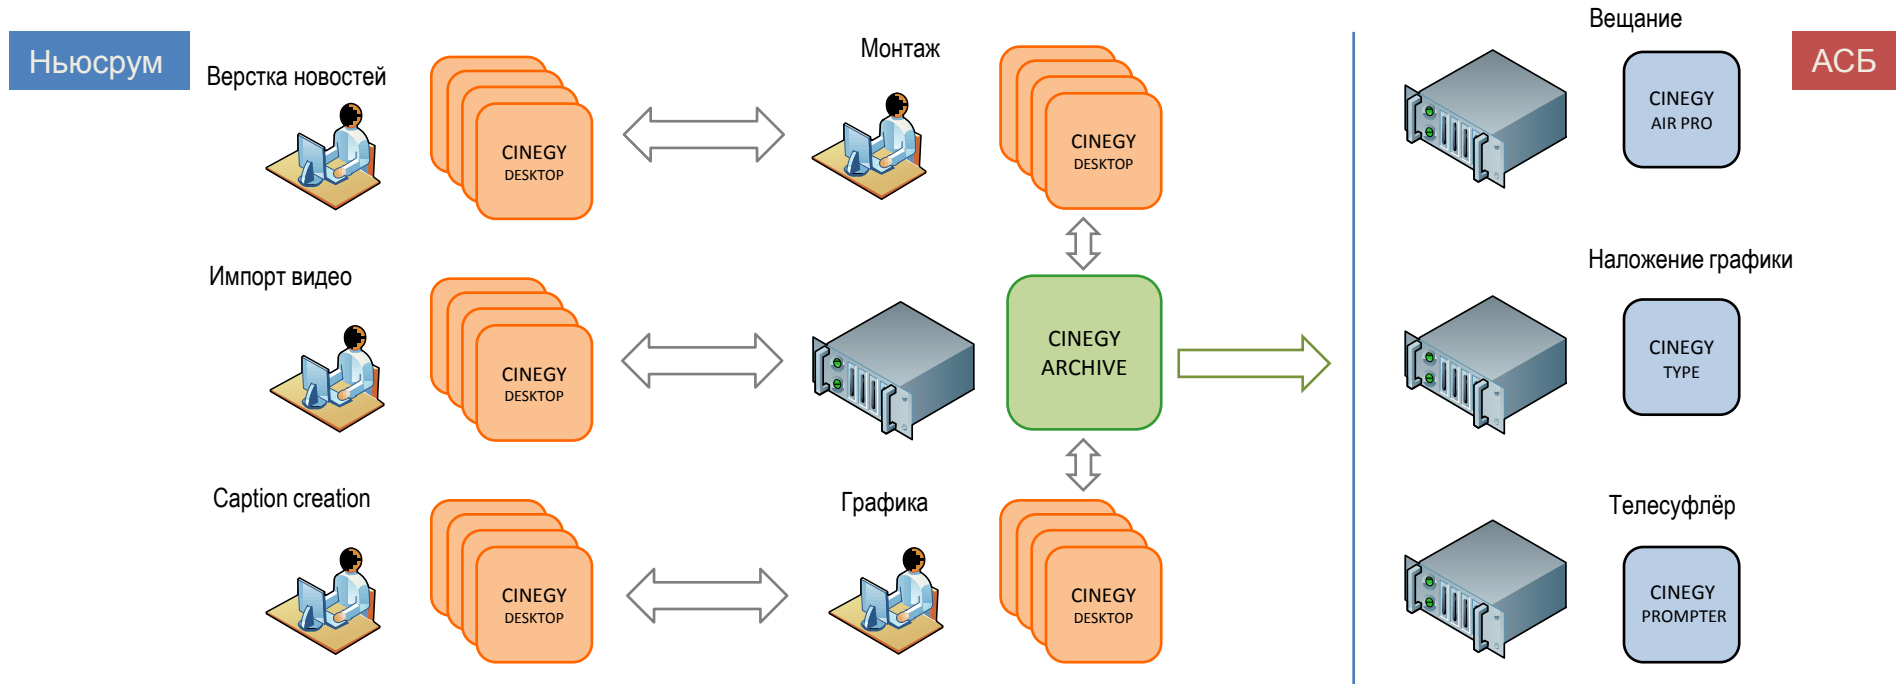 Ньюсрум
Верстка новостей
CINEGY
DESKTOP
Монтаж
CINEGY
DESKTOP
Импорт видео
CINEGY
DESKTOP
CINEGY
ARCHIVE
Caption creation
CINEGY
DESKTOP
Графика
CINEGY
DESKTOP
Вещание
CINEGY
AIR PRO
АСБ
Наложение графики
CINEGY
TYPE
Телесуфлёр
CINEGY
PROMPTER